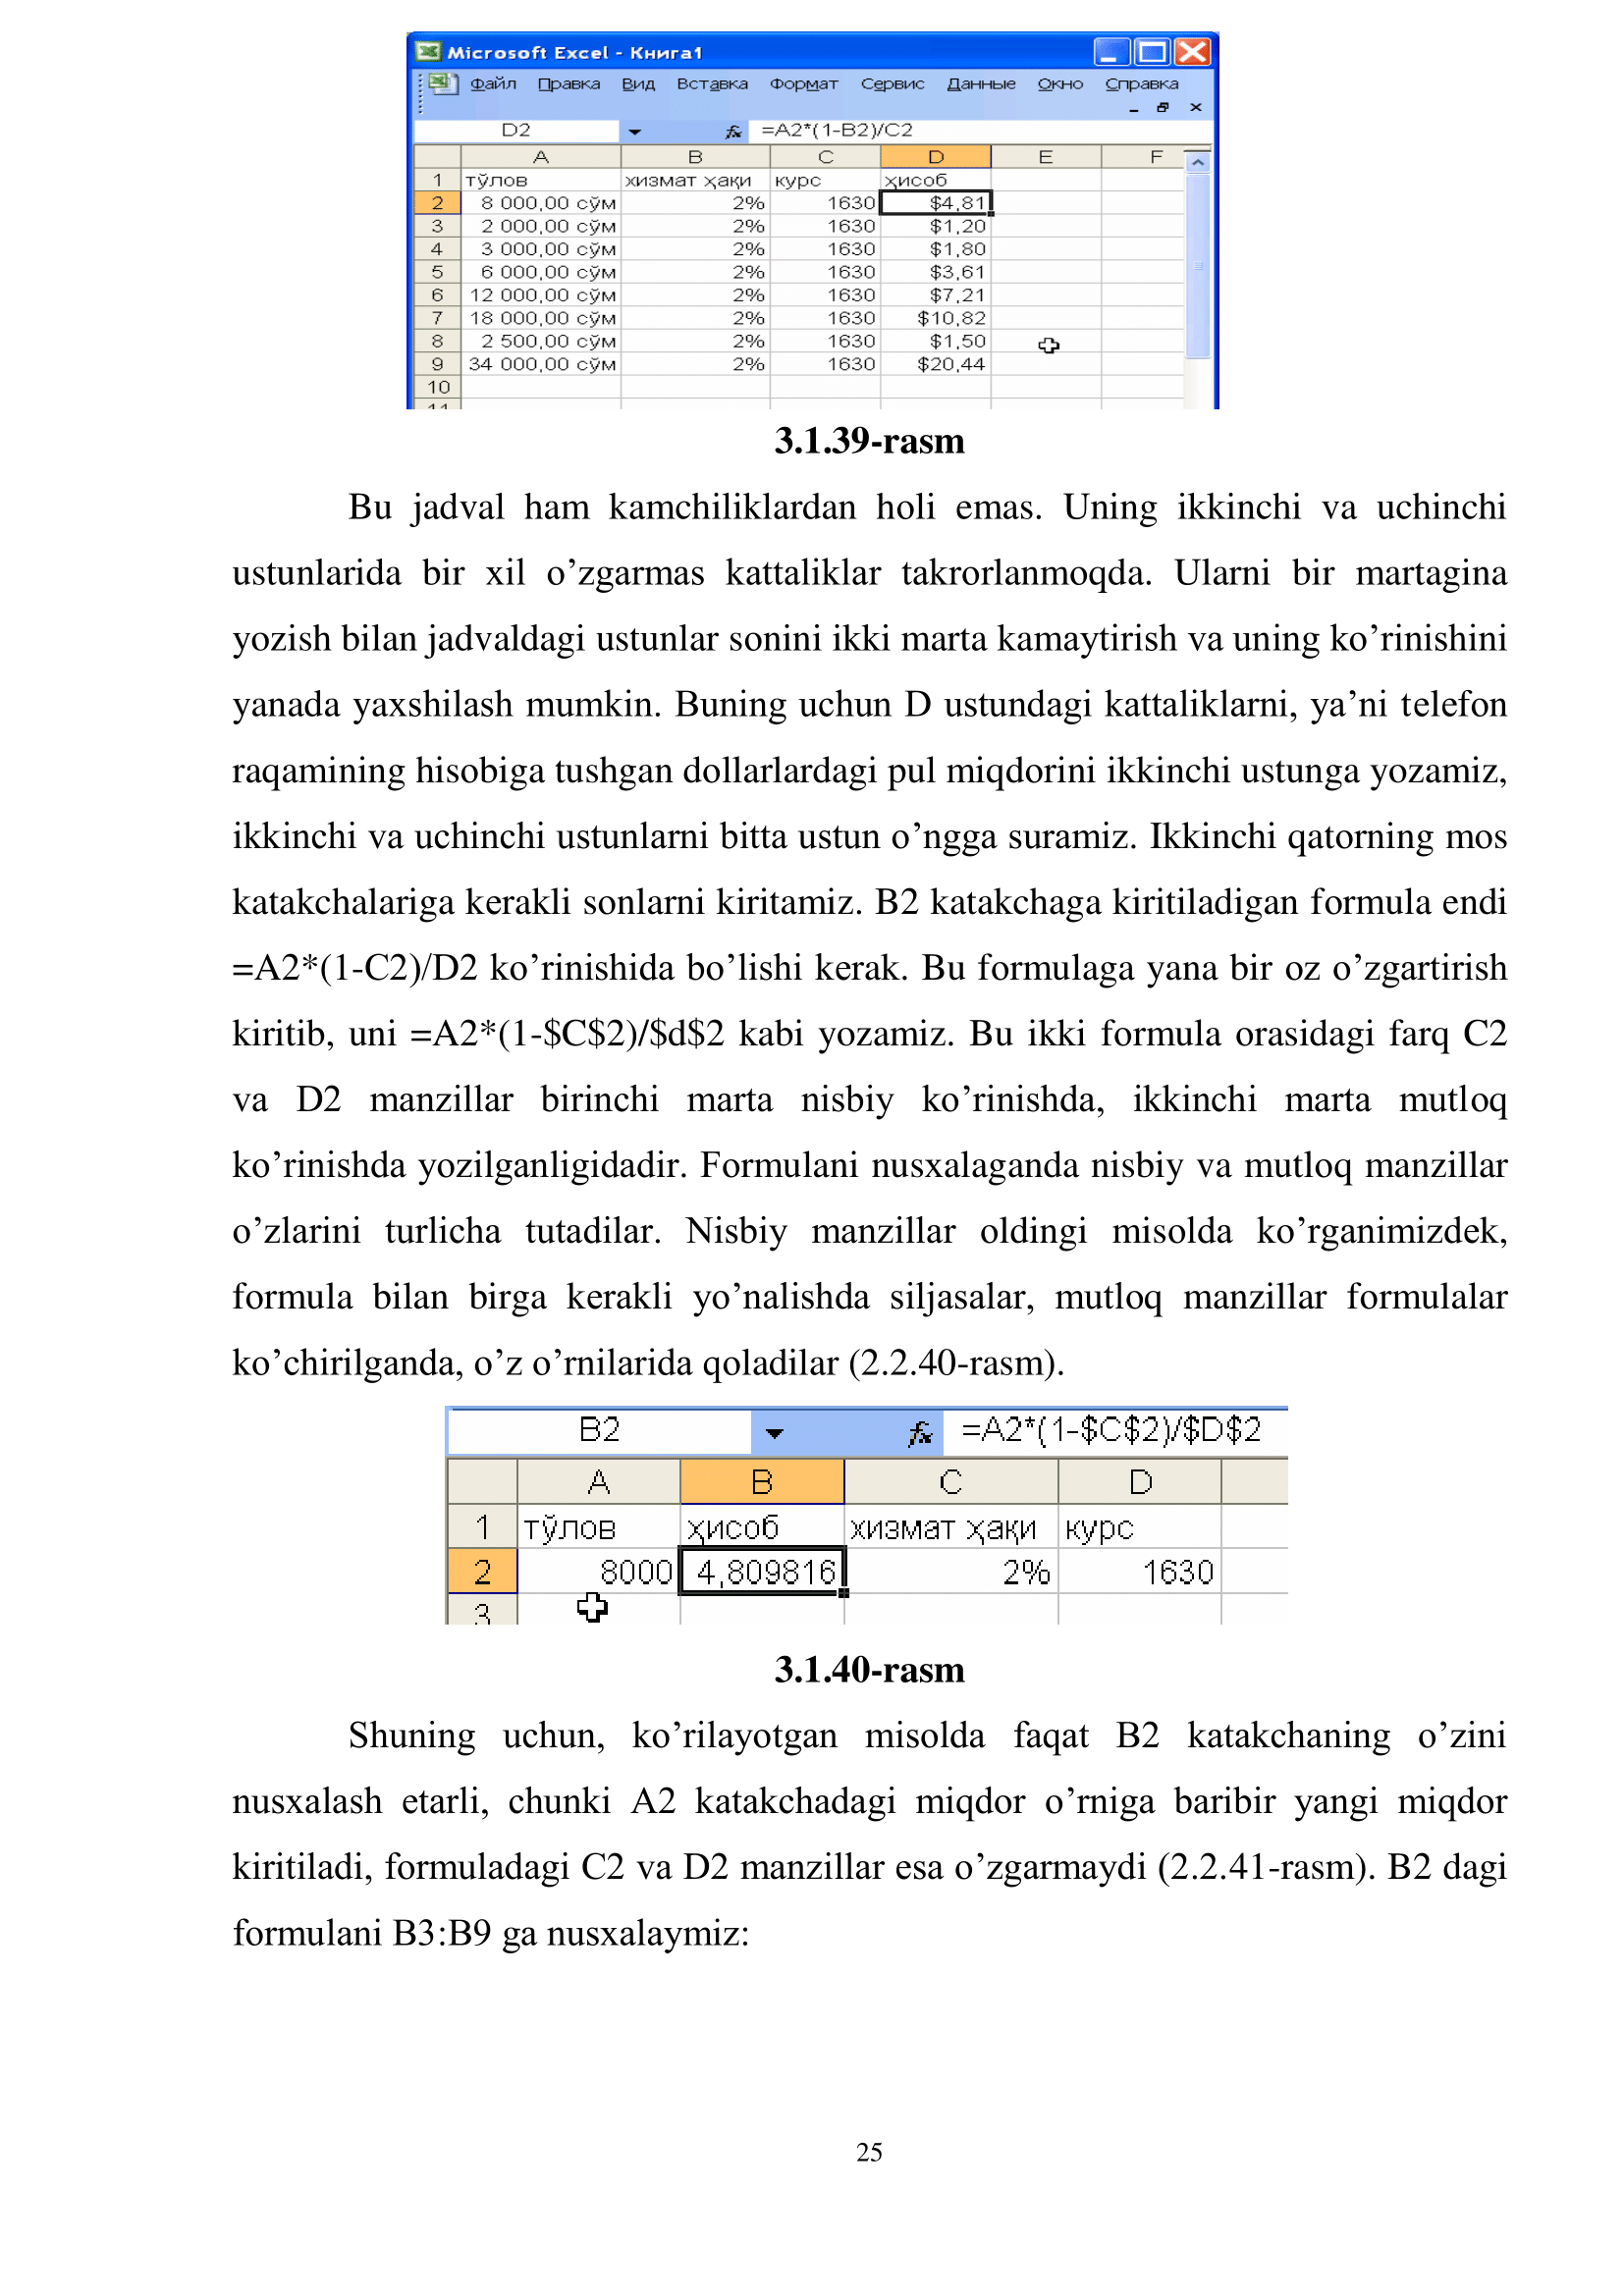 Microsoft Excel - Книга1
Файл Правка Вид Вставка Формат Сервис Данные Окно Справка
D2 fx =A2*(1-B2)/C2
A B C D E F
1 тўлов хизмат ҳақи курс ҳисоб
2 8 000,00 сўм 2% 1630 $4,81
3 2 000,00 сўм 2% 1630 $1,20
4 3 000,00 сўм 2% 1630 $1,80
5 6 000,00 сўм 2% 1630 $3,61
6 12 000,00 сўм 2% 1630 $7,21
7 18 000,00 сўм 2% 1630 $10,82
8 2 500,00 сўм 2% 1630 $1,50
9 34 000,00 сўм 2% 1630 $20,44
10
11
3.1.39-rasm
Bu jadval ham kamchiliklardan holi emas. Uning ikkinchi va uchinchi
ustunlarida bir xil o’zgarmas kattaliklar takrorlanmoqda. Ularni bir martagina
yozish bilan jadvaldagi ustunlar sonini ikki marta kamaytirish va uning ko’rinishini
yanada yaxshilash mumkin. Buning uchun D ustundagi kattaliklarni, ya’ni telefon
raqamining hisobiga tushgan dollarlardagi pul miqdorini ikkinchi ustunga yozamiz,
ikkinchi va uchinchi ustunlarni bitta ustun o’ngga suramiz. Ikkinchi qatorning mos
katakchalariga kerakli sonlarni kiritamiz. B2 katakchaga kiritiladigan formula endi
=A2*(1-C2)/D2 ko’rinishida bo’lishi kerak. Bu formulaga yana bir oz o’zgartirish
kiritib, uni =A2*(1-$C$2)/$d$2 kabi yozamiz. Bu ikki formula orasidagi farq C2
va D2 manzillar birinchi marta nisbiy ko’rinishda, ikkinchi marta mutloq
ko’rinishda yozilganligidadir. Formulani nusxalaganda nisbiy va mutloq manzillar
o’zlarini turlicha tutadilar. Nisbiy manzillar oldingi misolda ko’rganimizdek,
formula bilan birga kerakli yo’nalishda siljasalar, mutloq manzillar formulalar
ko’chirilganda, o’z o’rnilarida qoladilar (2.2.40-rasm).
B2 fx =A2*(1-$C$2)/$D$2
A B C D
1 тўлов ҳисоб хизмат ҳақи курс
2 8000 4,809816 2% 1630
3
3.1.40-rasm
Shuning uchun, ko’rilayotgan misolda faqat B2 katakchaning o’zini
nusxalash etarli, chunki A2 katakchadagi miqdor o’rniga baribir yangi miqdor
kiritiladi, formuladagi C2 va D2 manzillar esa o’zgarmaydi (2.2.41-rasm). B2 dagi
formulani B3:B9 ga nusxalaymiz:
25